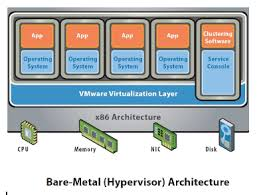 App App App App Clustering Software
Operating System Operating System Operating System Operating System Service Console
VMware Virtualization Layer
x86 Architecture
CPU Memory NIC Disk
Bare-Metal (Hypervisor) Architecture